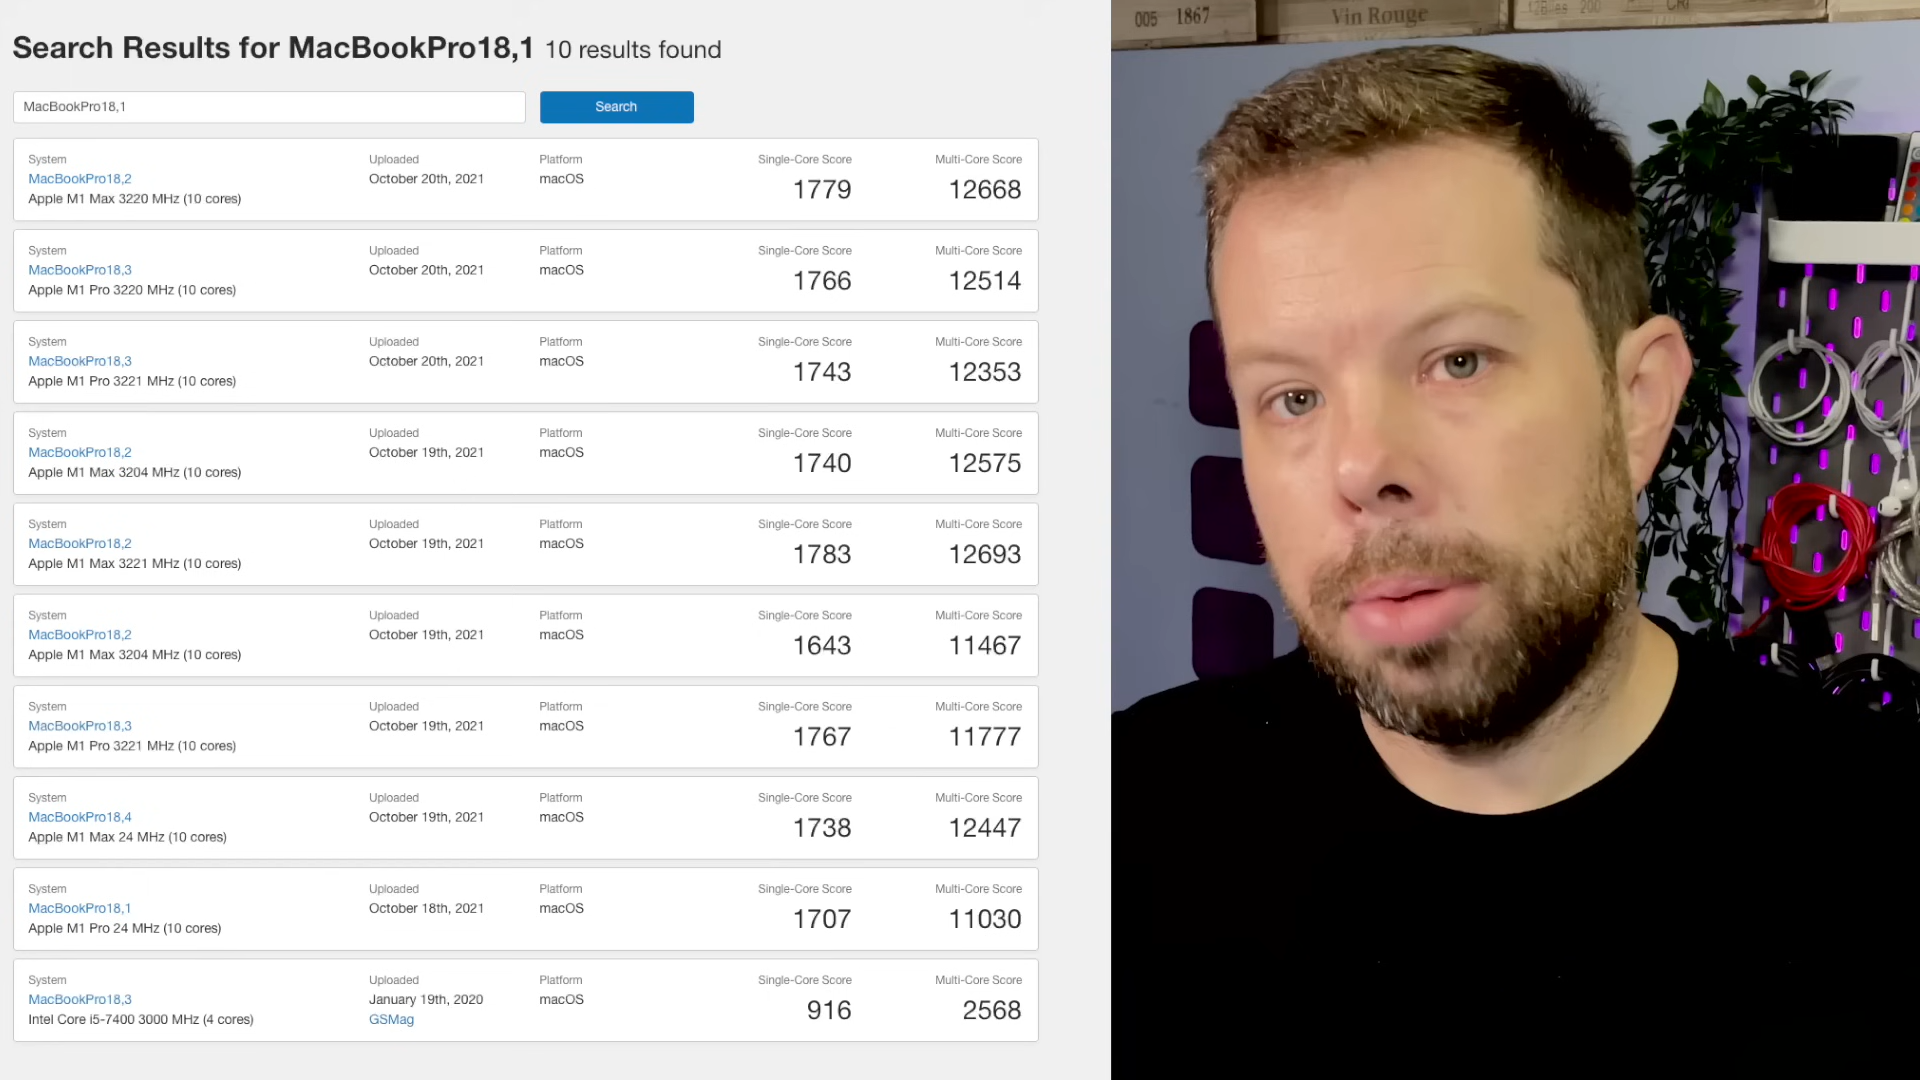 Search Results for MacBookPro18,1 10 results found
MacBookPro18,1
Search
System Uploaded Platform Single-Core Score Multi-Core Score
MacBookPro18,2 October 20th, 2021 macOS 1779 12668
Apple M1 Max 3220 MHz (10 cores)
System Uploaded Platform Single-Core Score Multi-Core Score
MacBookPro18,3 October 20th, 2021 macOS 1766 12514
Apple M1 Pro 3220 MHz (10 cores)
System Uploaded Platform Single-Core Score Multi-Core Score
MacBookPro18,3 October 20th, 2021 macOS 1743 12353
Apple M1 Pro 3221 MHz (10 cores)
System Uploaded Platform Single-Core Score Multi-Core Score
MacBookPro18,2 October 19th, 2021 macOS 1740 12575
Apple M1 Max 3204 MHz (10 cores)
System Uploaded Platform Single-Core Score Multi-Core Score
MacBookPro18,2 October 19th, 2021 macOS 1783 12693
Apple M1 Max 3221 MHz (10 cores)
System Uploaded Platform Single-Core Score Multi-Core Score
MacBookPro18,2 October 19th, 2021 macOS 1643 11467
Apple M1 Max 3204 MHz (10 cores)
System Uploaded Platform Single-Core Score Multi-Core Score
MacBookPro18,3 October 19th, 2021 macOS 1767 11777
Apple M1 Pro 3221 MHz (10 cores)
System Uploaded Platform Single-Core Score Multi-Core Score
MacBookPro18,4 October 19th, 2021 macOS 1738 12447
Apple M1 Max 24 MHz (10 cores)
System Uploaded Platform Single-Core Score Multi-Core Score
MacBookPro18,1 October 18th, 2021 macOS 1707 11030
Apple M1 Pro 24 MHz (10 cores)
System Uploaded Platform Single-Core Score Multi-Core Score
MacBookPro18,3 January 19th, 2020 macOS 916 2568
Intel Core i5-7400 3000 MHz (4 cores) GSMag
005 1867
Vin Rouge